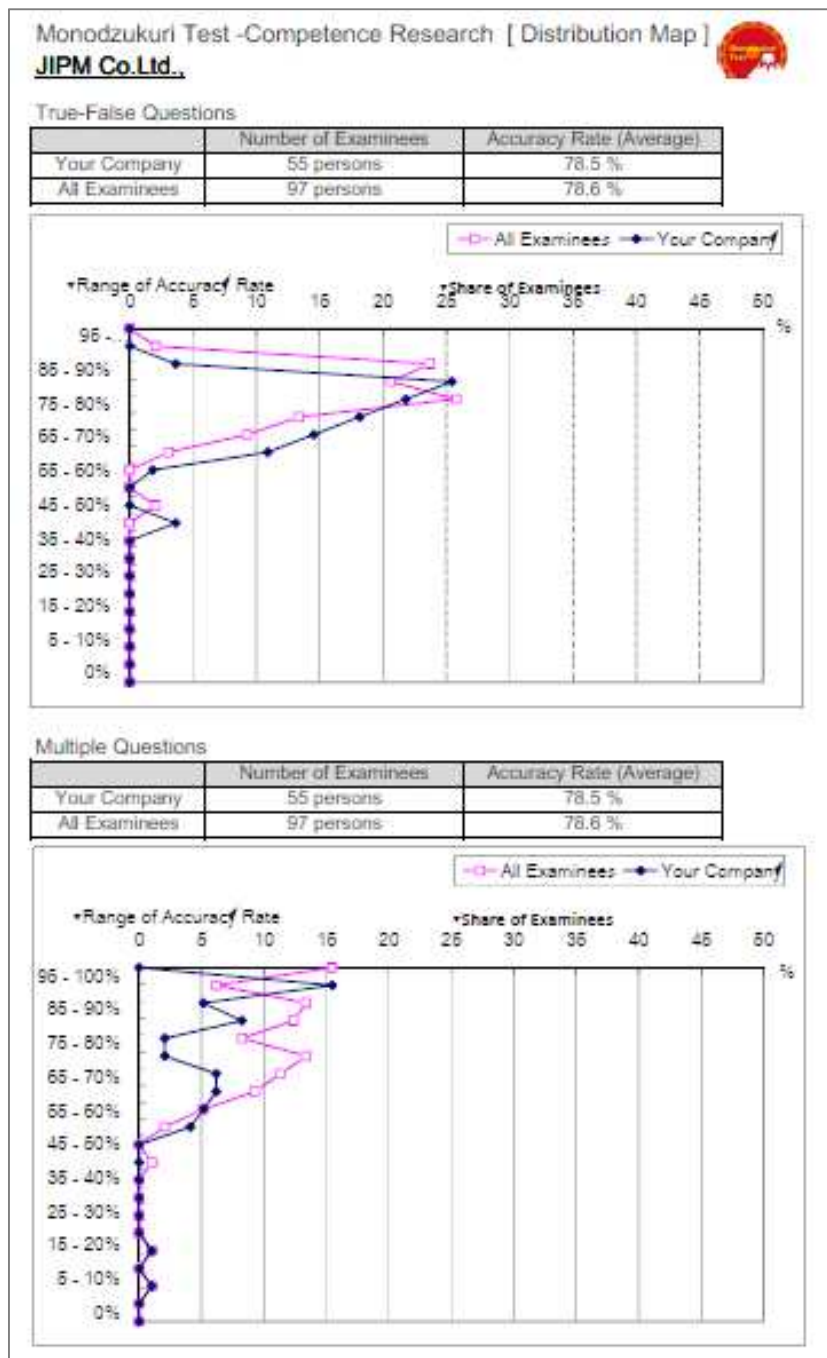 Monodzukuri Test -Competence Research [ Distribution Map ]
JIPM Co.Ltd.,
True-False Questions
Number of Examinees Accuracy Rate (Average)
Your Company 55 persons 78.5 %
All Examinees 97 persons 78.6 %
All Examinees Your Company
Range of Accuracy Rate Share of Examinees
0 5 10 15 20 25 30 35 40 45 50
%
95 -
85 - 90%
75 - 80%
65 - 70%
55 - 60%
45 - 50%
35 - 40%
25 - 30%
15 - 20%
5 - 10%
0%
Multiple Questions
Number of Examinees Accuracy Rate (Average)
Your Company 55 persons 78.5 %
All Examinees 97 persons 78.6 %
All Examinees Your Company
Range of Accuracy Rate Share of Examinees
0 5 10 15 20 25 30 35 40 45 50
%
95 - 100%
85 - 90%
75 - 80%
65 - 70%
55 - 60%
45 - 50%
35 - 40%
25 - 30%
15 - 20%
5 - 10%
0%